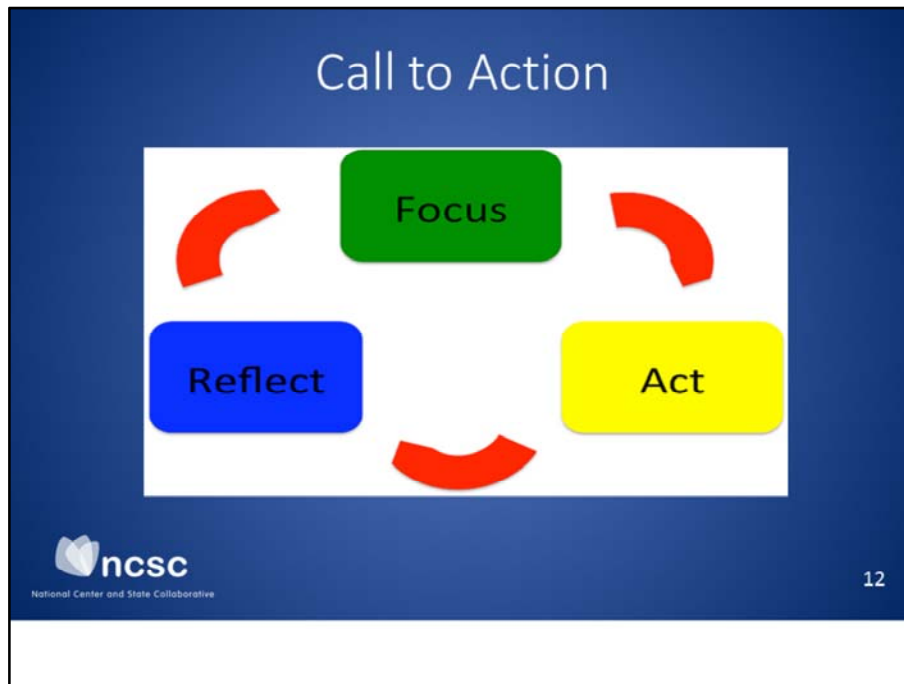 Call to Action
Focus
Reflect
Act
ncsc
National Center and State Collaborative
12